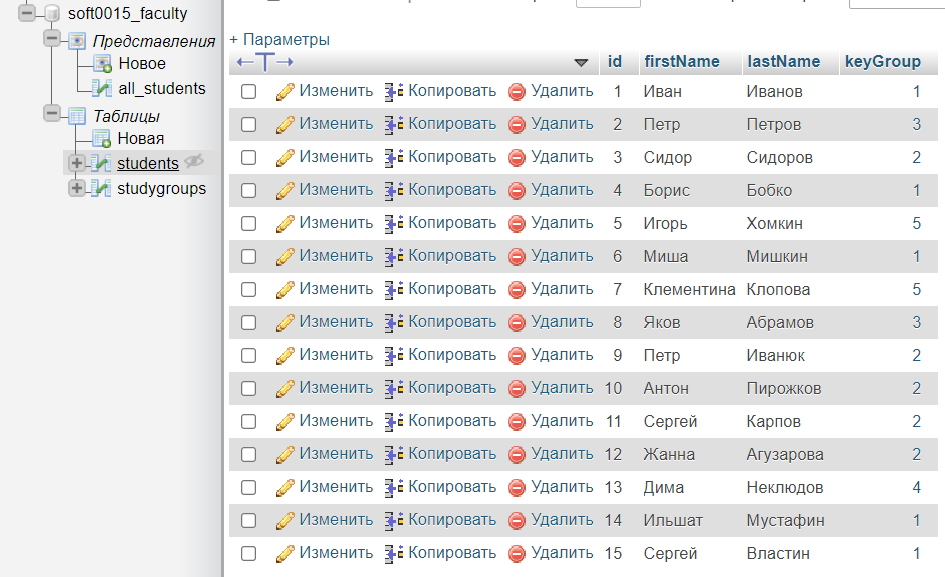 soft0015_faculty
Представления
Новое
all_students
Таблицы
Новая
students
studygroups
+ Параметры
←T→ id firstName lastName keyGroup
Изменить Копировать Удалить 1 Иван Иванов 1
Изменить Копировать Удалить 2 Петр Петров 3
Изменить Копировать Удалить 3 Сидор Сидоров 2
Изменить Копировать Удалить 4 Борис Бобко 1
Изменить Копировать Удалить 5 Игорь Хомкин 5
Изменить Копировать Удалить 6 Миша Мишкин 1
Изменить Копировать Удалить 7 Клементина Клопова 5
Изменить Копировать Удалить 8 Яков Абрамов 3
Изменить Копировать Удалить 9 Петр Иванюк 2
Изменить Копировать Удалить 10 Антон Пирожков 2
Изменить Копировать Удалить 11 Сергей Карпов 2
Изменить Копировать Удалить 12 Жанна Агузарова 2
Изменить Копировать Удалить 13 Дима Неклюдов 4
Изменить Копировать Удалить 14 Ильшат Мустафин 1
Изменить Копировать Удалить 15 Сергей Властин 1